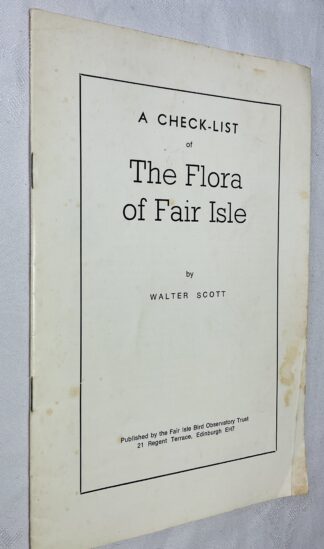 A CHECK-LIST
of
The Flora
of Fair Isle
by
WALTER SCOTT
Published by the Fair Isle Bird Observatory Trust
21 Regent Terrace, Edinburgh EH7